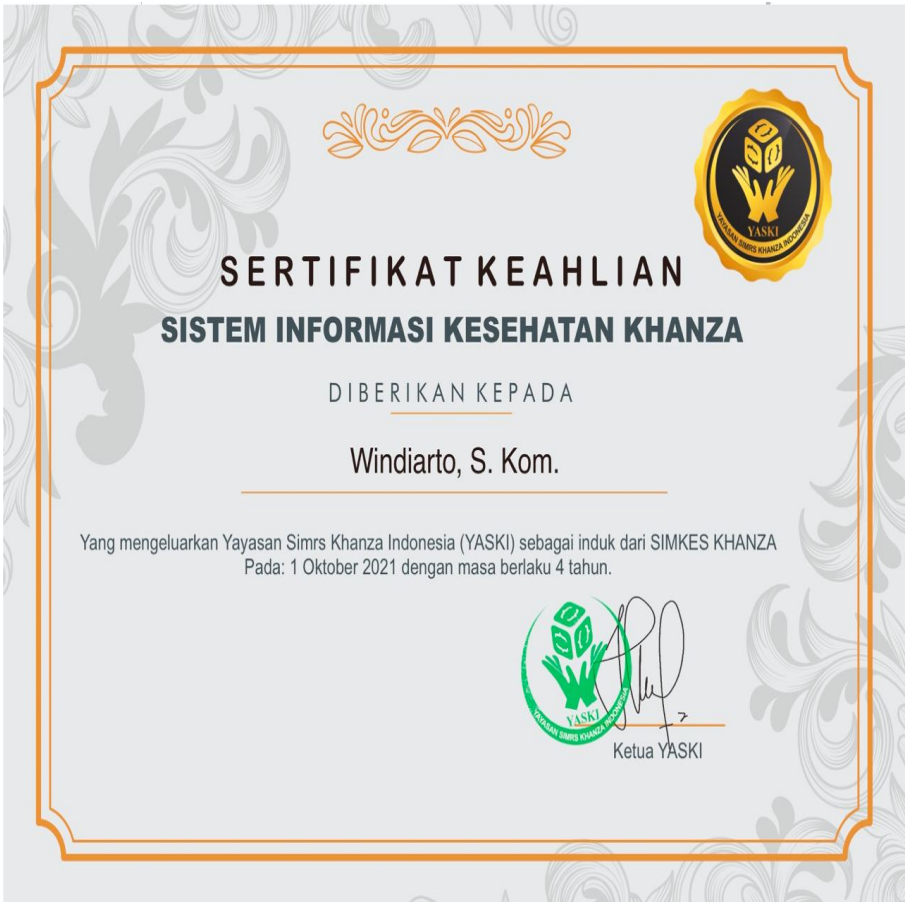 YASKI
YAYASAN SIMRS KHANZA INDONESIA
SERTIFIKAT KEAHLIAN
SISTEM INFORMASI KESEHATAN KHANZA
DIBERIKAN KEPADA
Windiarto, S. Kom.
Yang mengeluarkan Yayasan Simrs Khanza Indonesia (YASKI) sebagai induk dari SIMKES KHANZA
Pada: 1 Oktober 2021 dengan masa berlaku 4 tahun.
YASKI
YAYASAN SIMRS KHANZA INDONESIA
Ketua YASKI